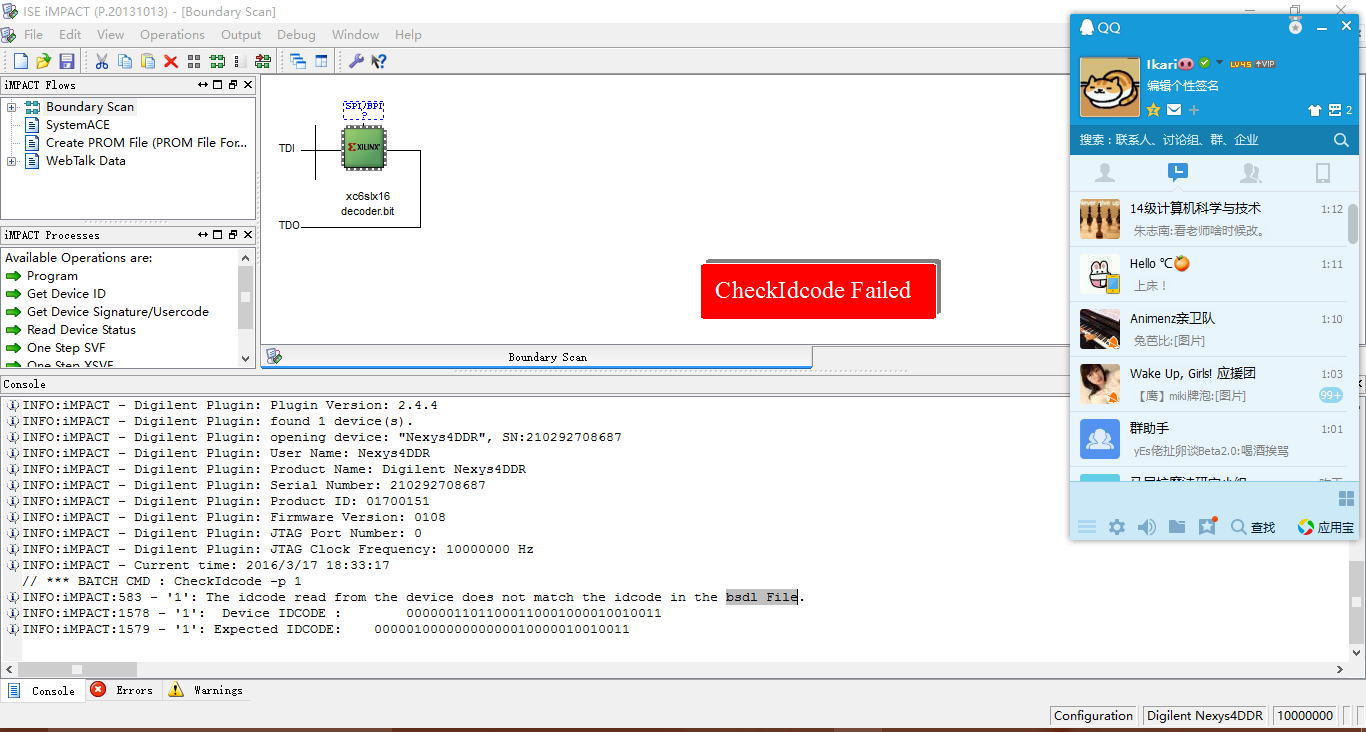 ISE iMPACT (P.20131013) - [Boundary Scan]
File Edit View Operations Output Debug Window Help
iMPACT Flows
Boundary Scan
SystemACE
Create PROM File (PROM File For...
WebTalk Data
iMPACT Processes
Available Operations are:
Program
Get Device ID
Get Device Signature/Usercode
Read Device Status
One Step SVF
One Step XSVF
SPI/BPI
?
TDI
XILINX
xc6slx16
decoder.bit
TDO
CheckIdcode Failed
Boundary Scan
Console
INFO:iMPACT - Digilent Plugin: Plugin Version: 2.4.4
INFO:iMPACT - Digilent Plugin: found 1 device(s).
INFO:iMPACT - Digilent Plugin: opening device: "Nexys4DDR", SN:210292708687
INFO:iMPACT - Digilent Plugin: User Name: Nexys4DDR
INFO:iMPACT - Digilent Plugin: Product Name: Digilent Nexys4DDR
INFO:iMPACT - Digilent Plugin: Serial Number: 210292708687
INFO:iMPACT - Digilent Plugin: Product ID: 01700151
INFO:iMPACT - Digilent Plugin: Firmware Version: 0108
INFO:iMPACT - Digilent Plugin: JTAG Port Number: 0
INFO:iMPACT - Digilent Plugin: JTAG Clock Frequency: 10000000 Hz
INFO:iMPACT - Current time: 2016/3/17 18:33:17
// *** BATCH CMD : CheckIdcode -p 1
INFO:iMPACT:583 - '1': The idcode read from the device does not match the idcode in the bsdl File.
INFO:iMPACT:1578 - '1': Device IDCODE : 00000011011000110001000010010011
INFO:iMPACT:1579 - '1': Expected IDCODE: 00000100000000000010000010010011
Console Errors Warnings
Configuration Digilent Nexys4DDR 10000000
QQ
Ikari LV45 VIP
编辑个性签名
2
搜索：联系人、讨论组、群、企业
14级计算机科学与技术 1:12
朱志南:看老师啥时候改。
Hello ℃ 1:11
上床！
Animenz亲卫队 1:10
兔芭比:[图片]
Wake Up, Girls! 应援团 1:03
【鹰】miki牌泡:[图片] 99+
群助手 1:01
yEs佬扯卵谈Beta2.0:喝酒挨骂
查找 应用宝